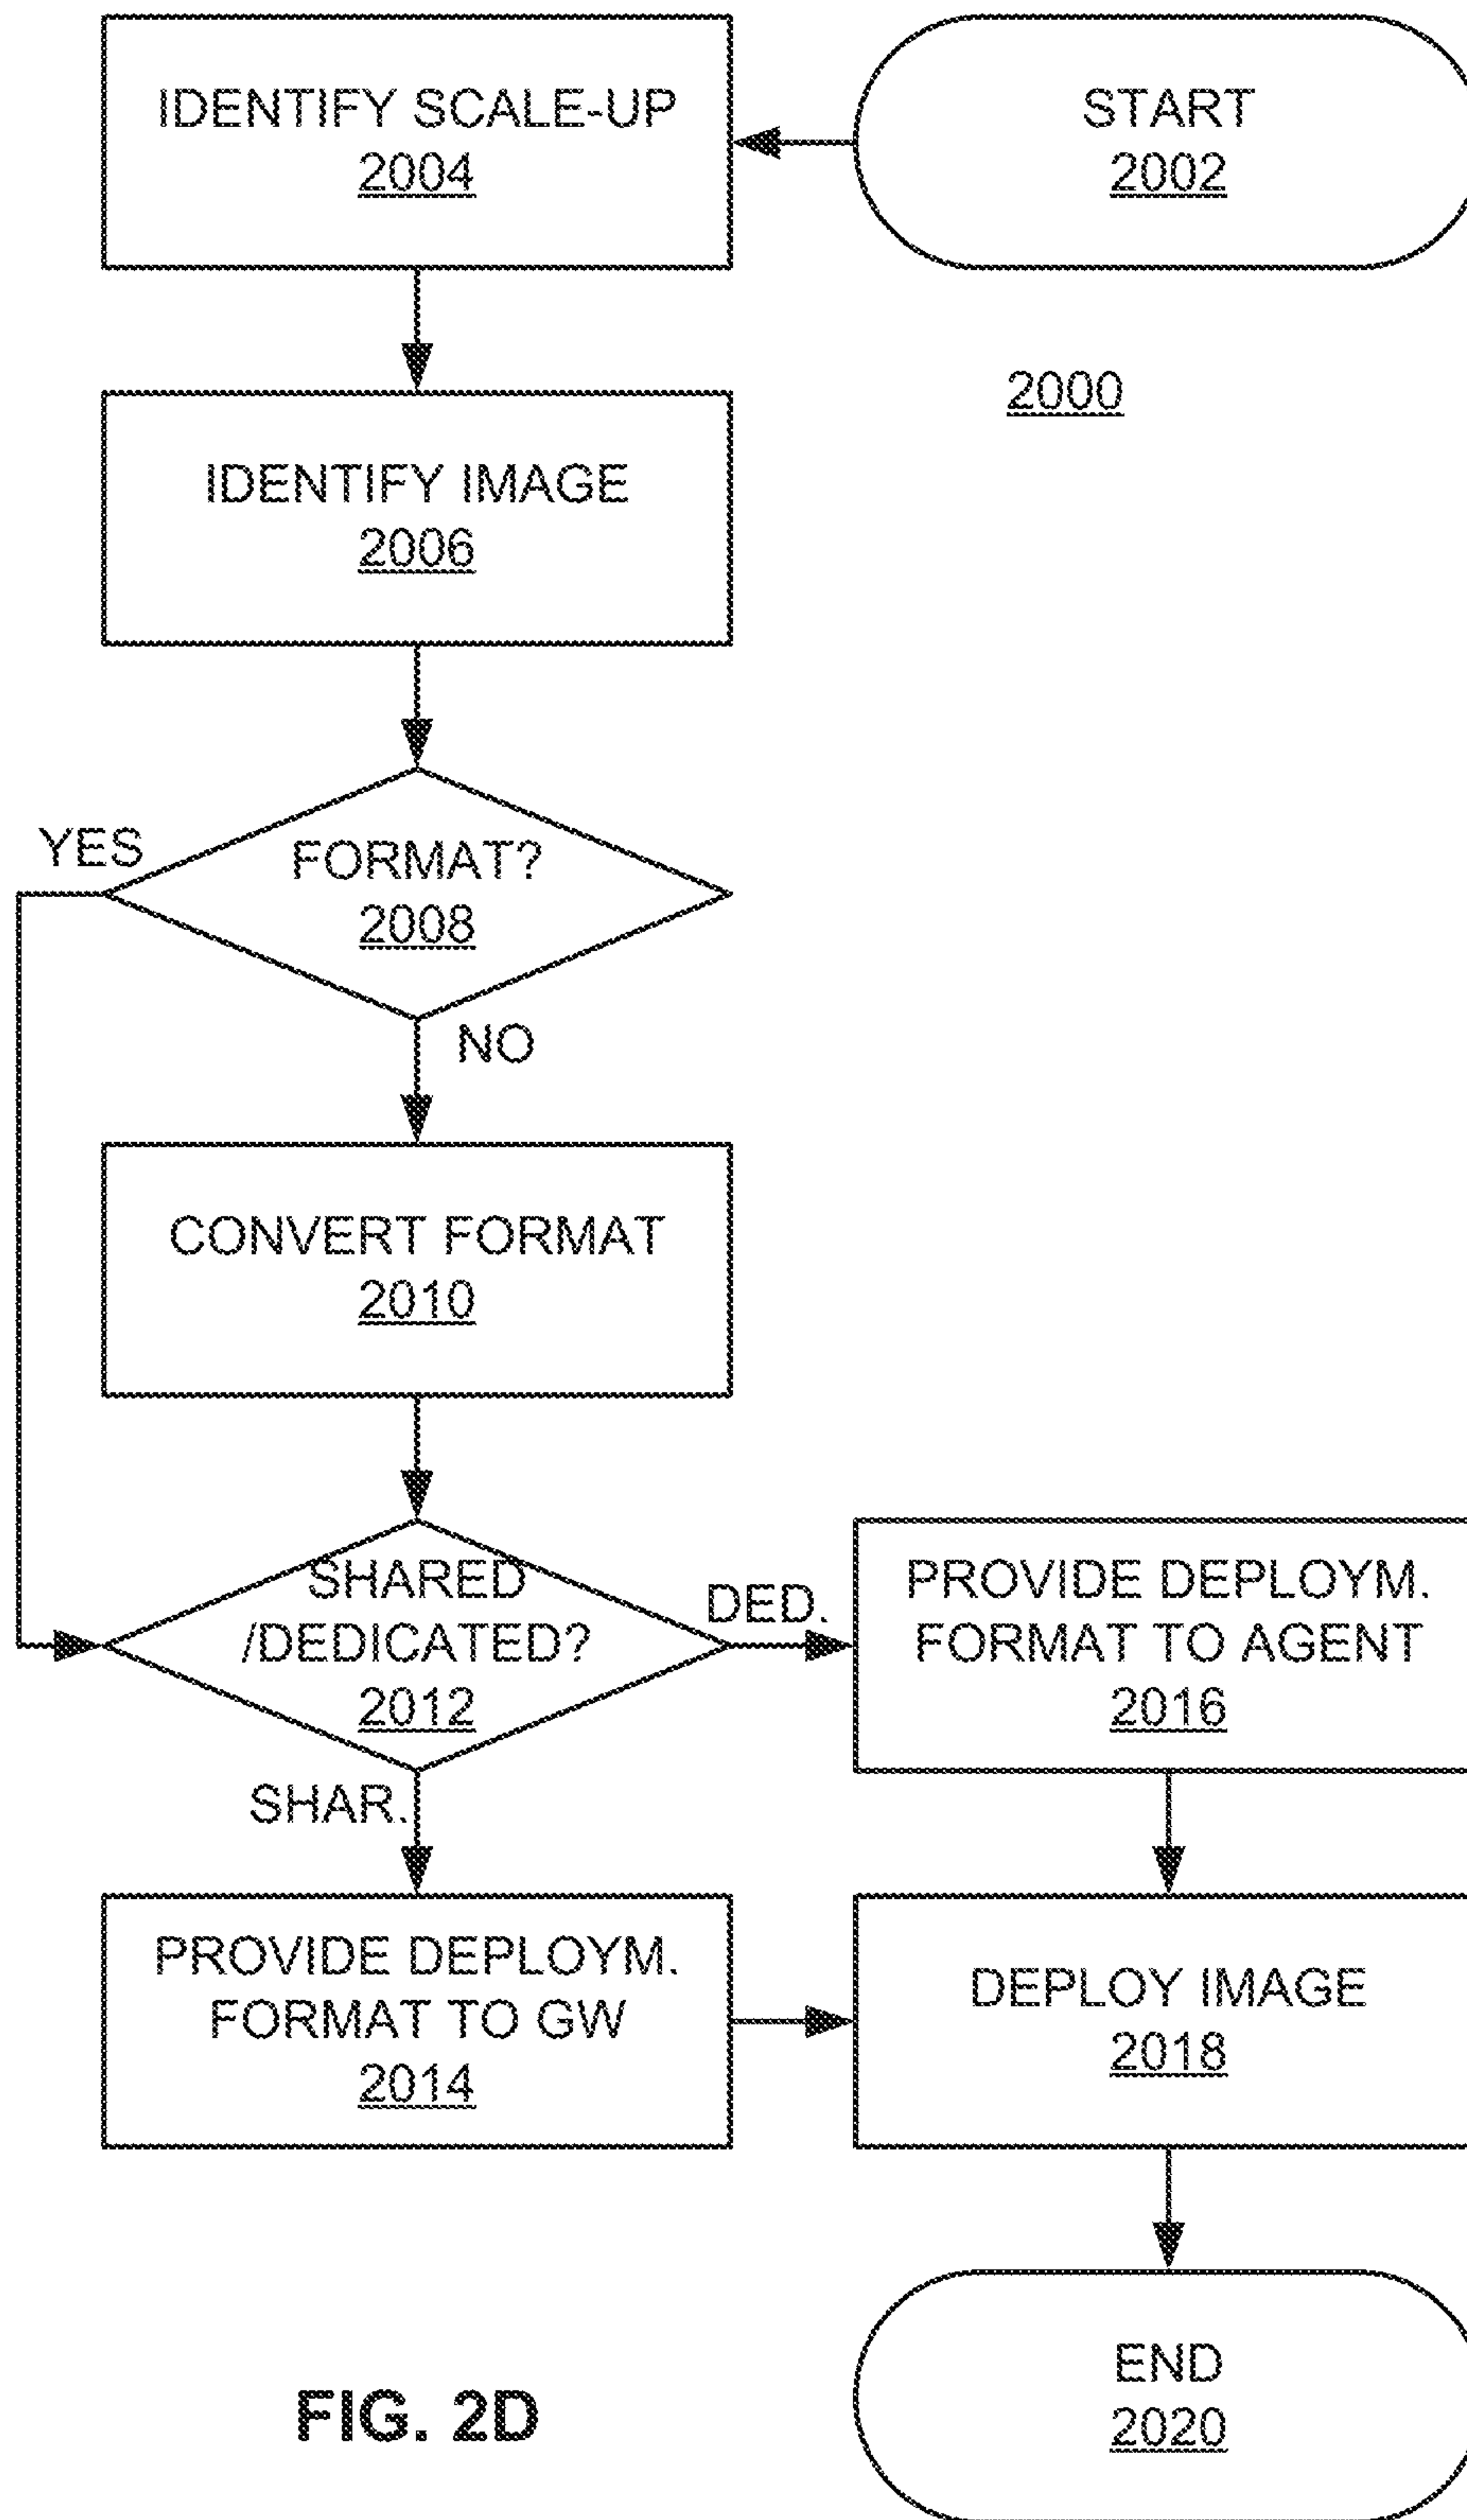 START
2002
IDENTIFY SCALE-UP
2004
2000
IDENTIFY IMAGE
2006
YES
FORMAT?
2008
NO
CONVERT FORMAT
2010
SHARED
/DEDICATED?
2012
DED.
PROVIDE DEPLOYM.
FORMAT TO AGENT
2016
SHAR.
PROVIDE DEPLOYM.
FORMAT TO GW
2014
DEPLOY IMAGE
2018
END
2020
FIG. 2D